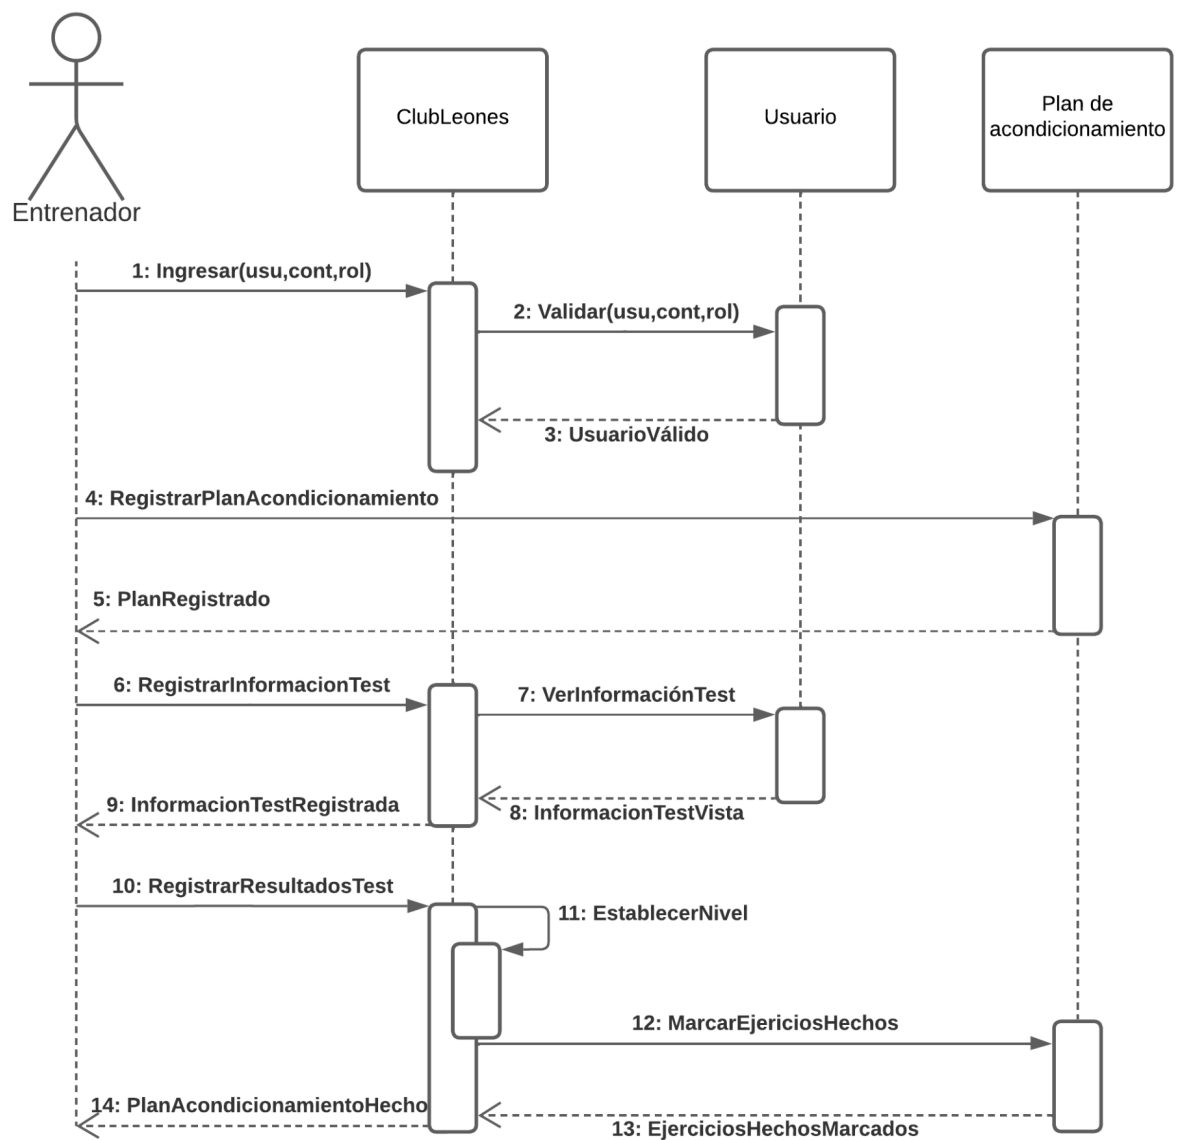 Entrenador
ClubLeones
Usuario
Plan de
acondicionamiento
1: Ingresar(usu,cont,rol)
2: Validar(usu,cont,rol)
3: UsuarioVálido
4: RegistrarPlanAcondicionamiento
5: PlanRegistrado
6: RegistrarInformacionTest
7: VerInformaciónTest
8: InformacionTestVista
9: InformacionTestRegistrada
10: RegistrarResultadosTest
11: EstablecerNivel
12: MarcarEjericiosHechos
13: EjerciciosHechosMarcados
14: PlanAcondicionamientoHecho